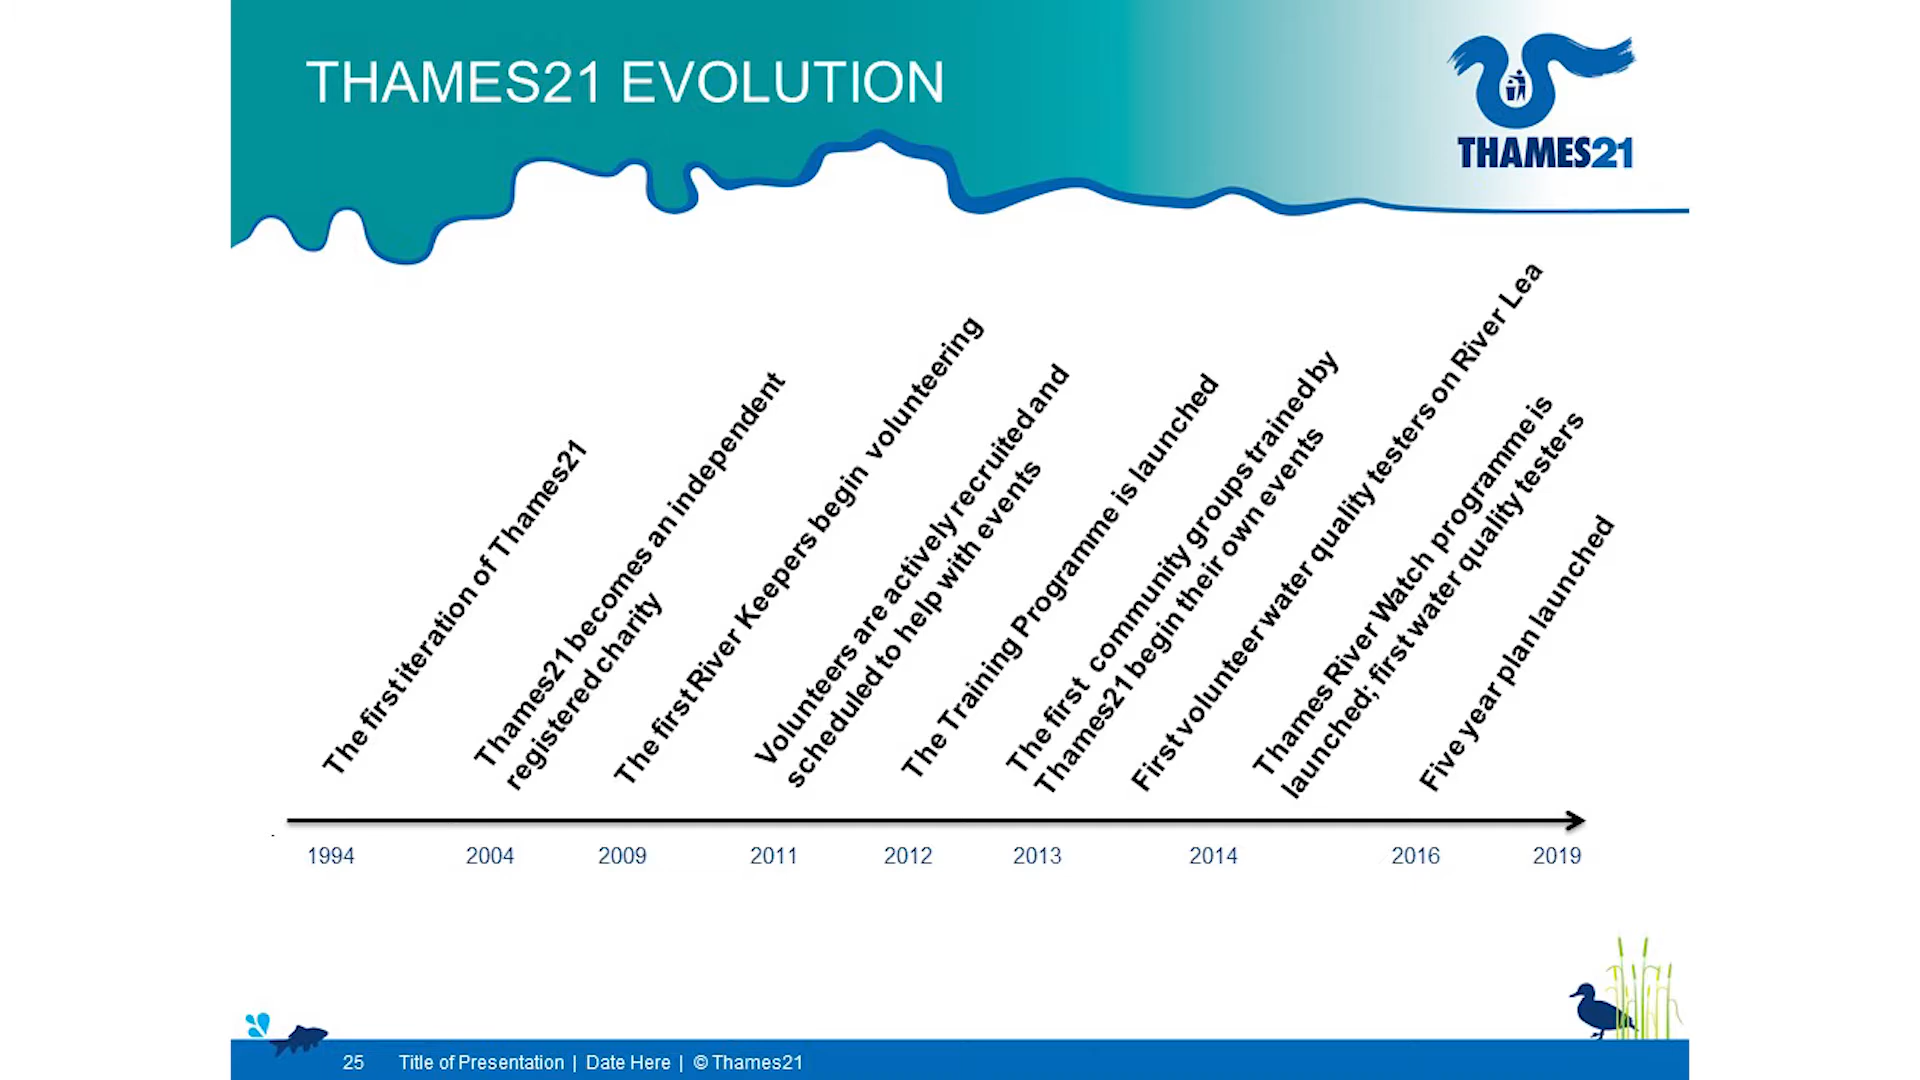 THAMES21 EVOLUTION
THAMES21
The first iteration of Thames21
Thames21 becomes an independent
registered charity
The first River Keepers begin volunteering
Volunteers are actively recruited and
scheduled to help with events
The Training Programme is launched
The first community groups trained by
Thames21 begin their own events
First volunteer water quality testers on River Lea
Thames River Watch programme is
launched; first water quality testers
Five year plan launched
1994 2004 2009 2011 2012 2013 2014 2016 2019
25 Title of Presentation | Date Here | © Thames21